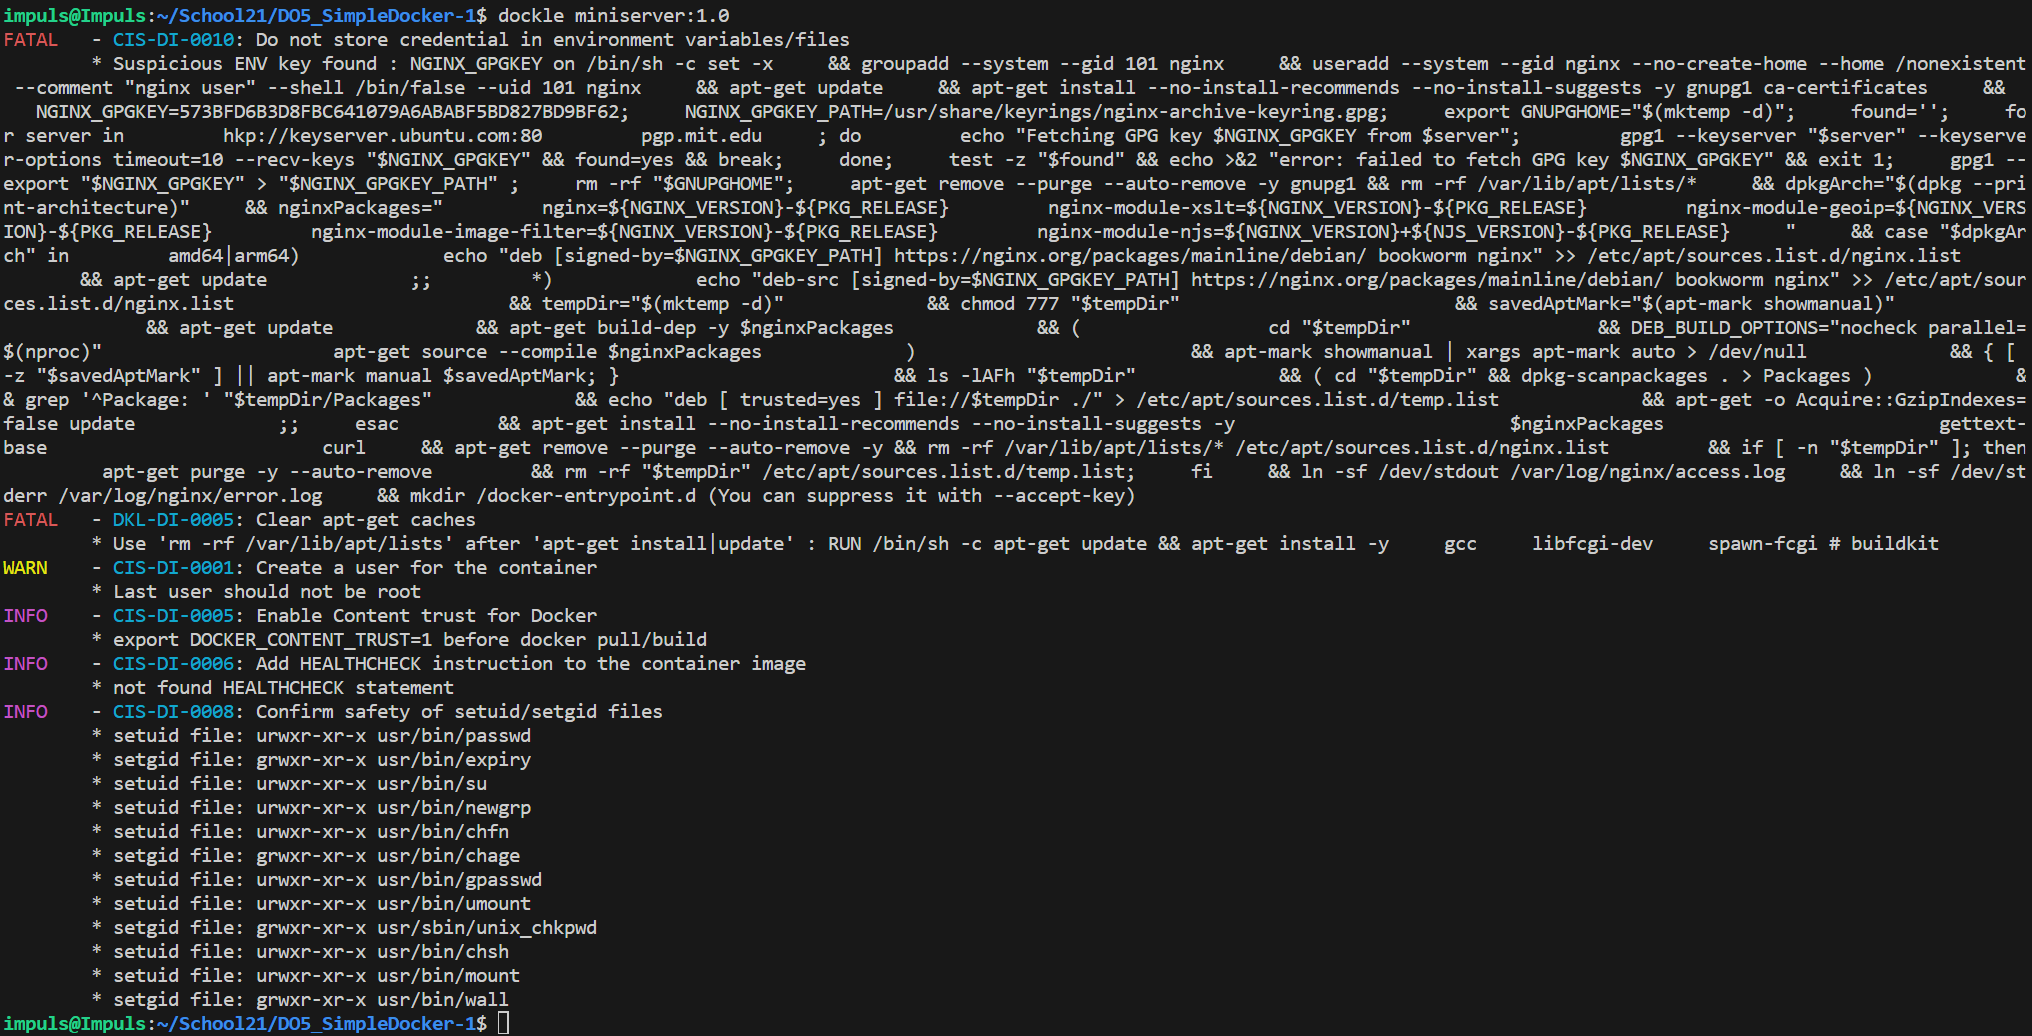 impuls@Impuls:~/School21/DO5_SimpleDocker-1$ dockle miniserver:1.0
FATAL   - CIS-DI-0010: Do not store credential in environment variables/files
        * Suspicious ENV key found : NGINX_GPGKEY on /bin/sh -c set -x     && groupadd --system --gid 101 nginx     && useradd --system --gid nginx --no-create-home --home /nonexistent
 --comment "nginx user" --shell /bin/false --uid 101 nginx     && apt-get update     && apt-get install --no-install-recommends --no-install-suggests -y gnupg1 ca-certificates     &&
   NGINX_GPGKEY=573BFD6B3D8FBC641079A6ABABF5BD827BD9BF62;     NGINX_GPGKEY_PATH=/usr/share/keyrings/nginx-archive-keyring.gpg;     export GNUPGHOME="$(mktemp -d)";     found='';     fo
r server in         hkp://keyserver.ubuntu.com:80         pgp.mit.edu     ; do         echo "Fetching GPG key $NGINX_GPGKEY from $server";         gpg1 --keyserver "$server" --keyserve
r-options timeout=10 --recv-keys "$NGINX_GPGKEY" && found=yes && break;     done;     test -z "$found" && echo >&2 "error: failed to fetch GPG key $NGINX_GPGKEY" && exit 1;     gpg1 --
export "$NGINX_GPGKEY" > "$NGINX_GPGKEY_PATH" ;     rm -rf "$GNUPGHOME";     apt-get remove --purge --auto-remove -y gnupg1 && rm -rf /var/lib/apt/lists/*     && dpkgArch="$(dpkg --pri
nt-architecture)"     && nginxPackages="         nginx=${NGINX_VERSION}-${PKG_RELEASE}         nginx-module-xslt=${NGINX_VERSION}-${PKG_RELEASE}         nginx-module-geoip=${NGINX_VERS
ION}-${PKG_RELEASE}         nginx-module-image-filter=${NGINX_VERSION}-${PKG_RELEASE}         nginx-module-njs=${NGINX_VERSION}+${NJS_VERSION}-${PKG_RELEASE}     "     && case "$dpkgAr
ch" in         amd64|arm64)             echo "deb [signed-by=$NGINX_GPGKEY_PATH] https://nginx.org/packages/mainline/debian/ bookworm nginx" >> /etc/apt/sources.list.d/nginx.list
       && apt-get update             ;;         *)             echo "deb-src [signed-by=$NGINX_GPGKEY_PATH] https://nginx.org/packages/mainline/debian/ bookworm nginx" >> /etc/apt/sour
ces.list.d/nginx.list                         && tempDir="$(mktemp -d)"             && chmod 777 "$tempDir"                         && savedAptMark="$(apt-mark showmanual)"
             && apt-get update             && apt-get build-dep -y $nginxPackages             && (                 cd "$tempDir"                 && DEB_BUILD_OPTIONS="nocheck parallel=
$(nproc)"                     apt-get source --compile $nginxPackages             )                         && apt-mark showmanual | xargs apt-mark auto > /dev/null             && { [
-z "$savedAptMark" ] || apt-mark manual $savedAptMark; }                         && ls -lAFh "$tempDir"             && ( cd "$tempDir" && dpkg-scanpackages . > Packages )             &
& grep '^Package: ' "$tempDir/Packages"             && echo "deb [ trusted=yes ] file://$tempDir ./" > /etc/apt/sources.list.d/temp.list             && apt-get -o Acquire::GzipIndexes=
false update             ;;     esac         && apt-get install --no-install-recommends --no-install-suggests -y                         $nginxPackages                         gettext-
base                         curl     && apt-get remove --purge --auto-remove -y && rm -rf /var/lib/apt/lists/* /etc/apt/sources.list.d/nginx.list         && if [ -n "$tempDir" ]; then
         apt-get purge -y --auto-remove         && rm -rf "$tempDir" /etc/apt/sources.list.d/temp.list;     fi     && ln -sf /dev/stdout /var/log/nginx/access.log     && ln -sf /dev/st
derr /var/log/nginx/error.log     && mkdir /docker-entrypoint.d (You can suppress it with --accept-key)
FATAL   - DKL-DI-0005: Clear apt-get caches
        * Use 'rm -rf /var/lib/apt/lists' after 'apt-get install|update' : RUN /bin/sh -c apt-get update && apt-get install -y     gcc     libfcgi-dev     spawn-fcgi # buildkit
WARN    - CIS-DI-0001: Create a user for the container
        * Last user should not be root
INFO    - CIS-DI-0005: Enable Content trust for Docker
        * export DOCKER_CONTENT_TRUST=1 before docker pull/build
INFO    - CIS-DI-0006: Add HEALTHCHECK instruction to the container image
        * not found HEALTHCHECK statement
INFO    - CIS-DI-0008: Confirm safety of setuid/setgid files
        * setuid file: urwxr-xr-x usr/bin/passwd
        * setgid file: grwxr-xr-x usr/bin/expiry
        * setuid file: urwxr-xr-x usr/bin/su
        * setuid file: urwxr-xr-x usr/bin/newgrp
        * setuid file: urwxr-xr-x usr/bin/chfn
        * setgid file: grwxr-xr-x usr/bin/chage
        * setuid file: urwxr-xr-x usr/bin/gpasswd
        * setuid file: urwxr-xr-x usr/bin/umount
        * setgid file: grwxr-xr-x usr/sbin/unix_chkpwd
        * setuid file: urwxr-xr-x usr/bin/chsh
        * setuid file: urwxr-xr-x usr/bin/mount
        * setgid file: grwxr-xr-x usr/bin/wall
impuls@Impuls:~/School21/DO5_SimpleDocker-1$